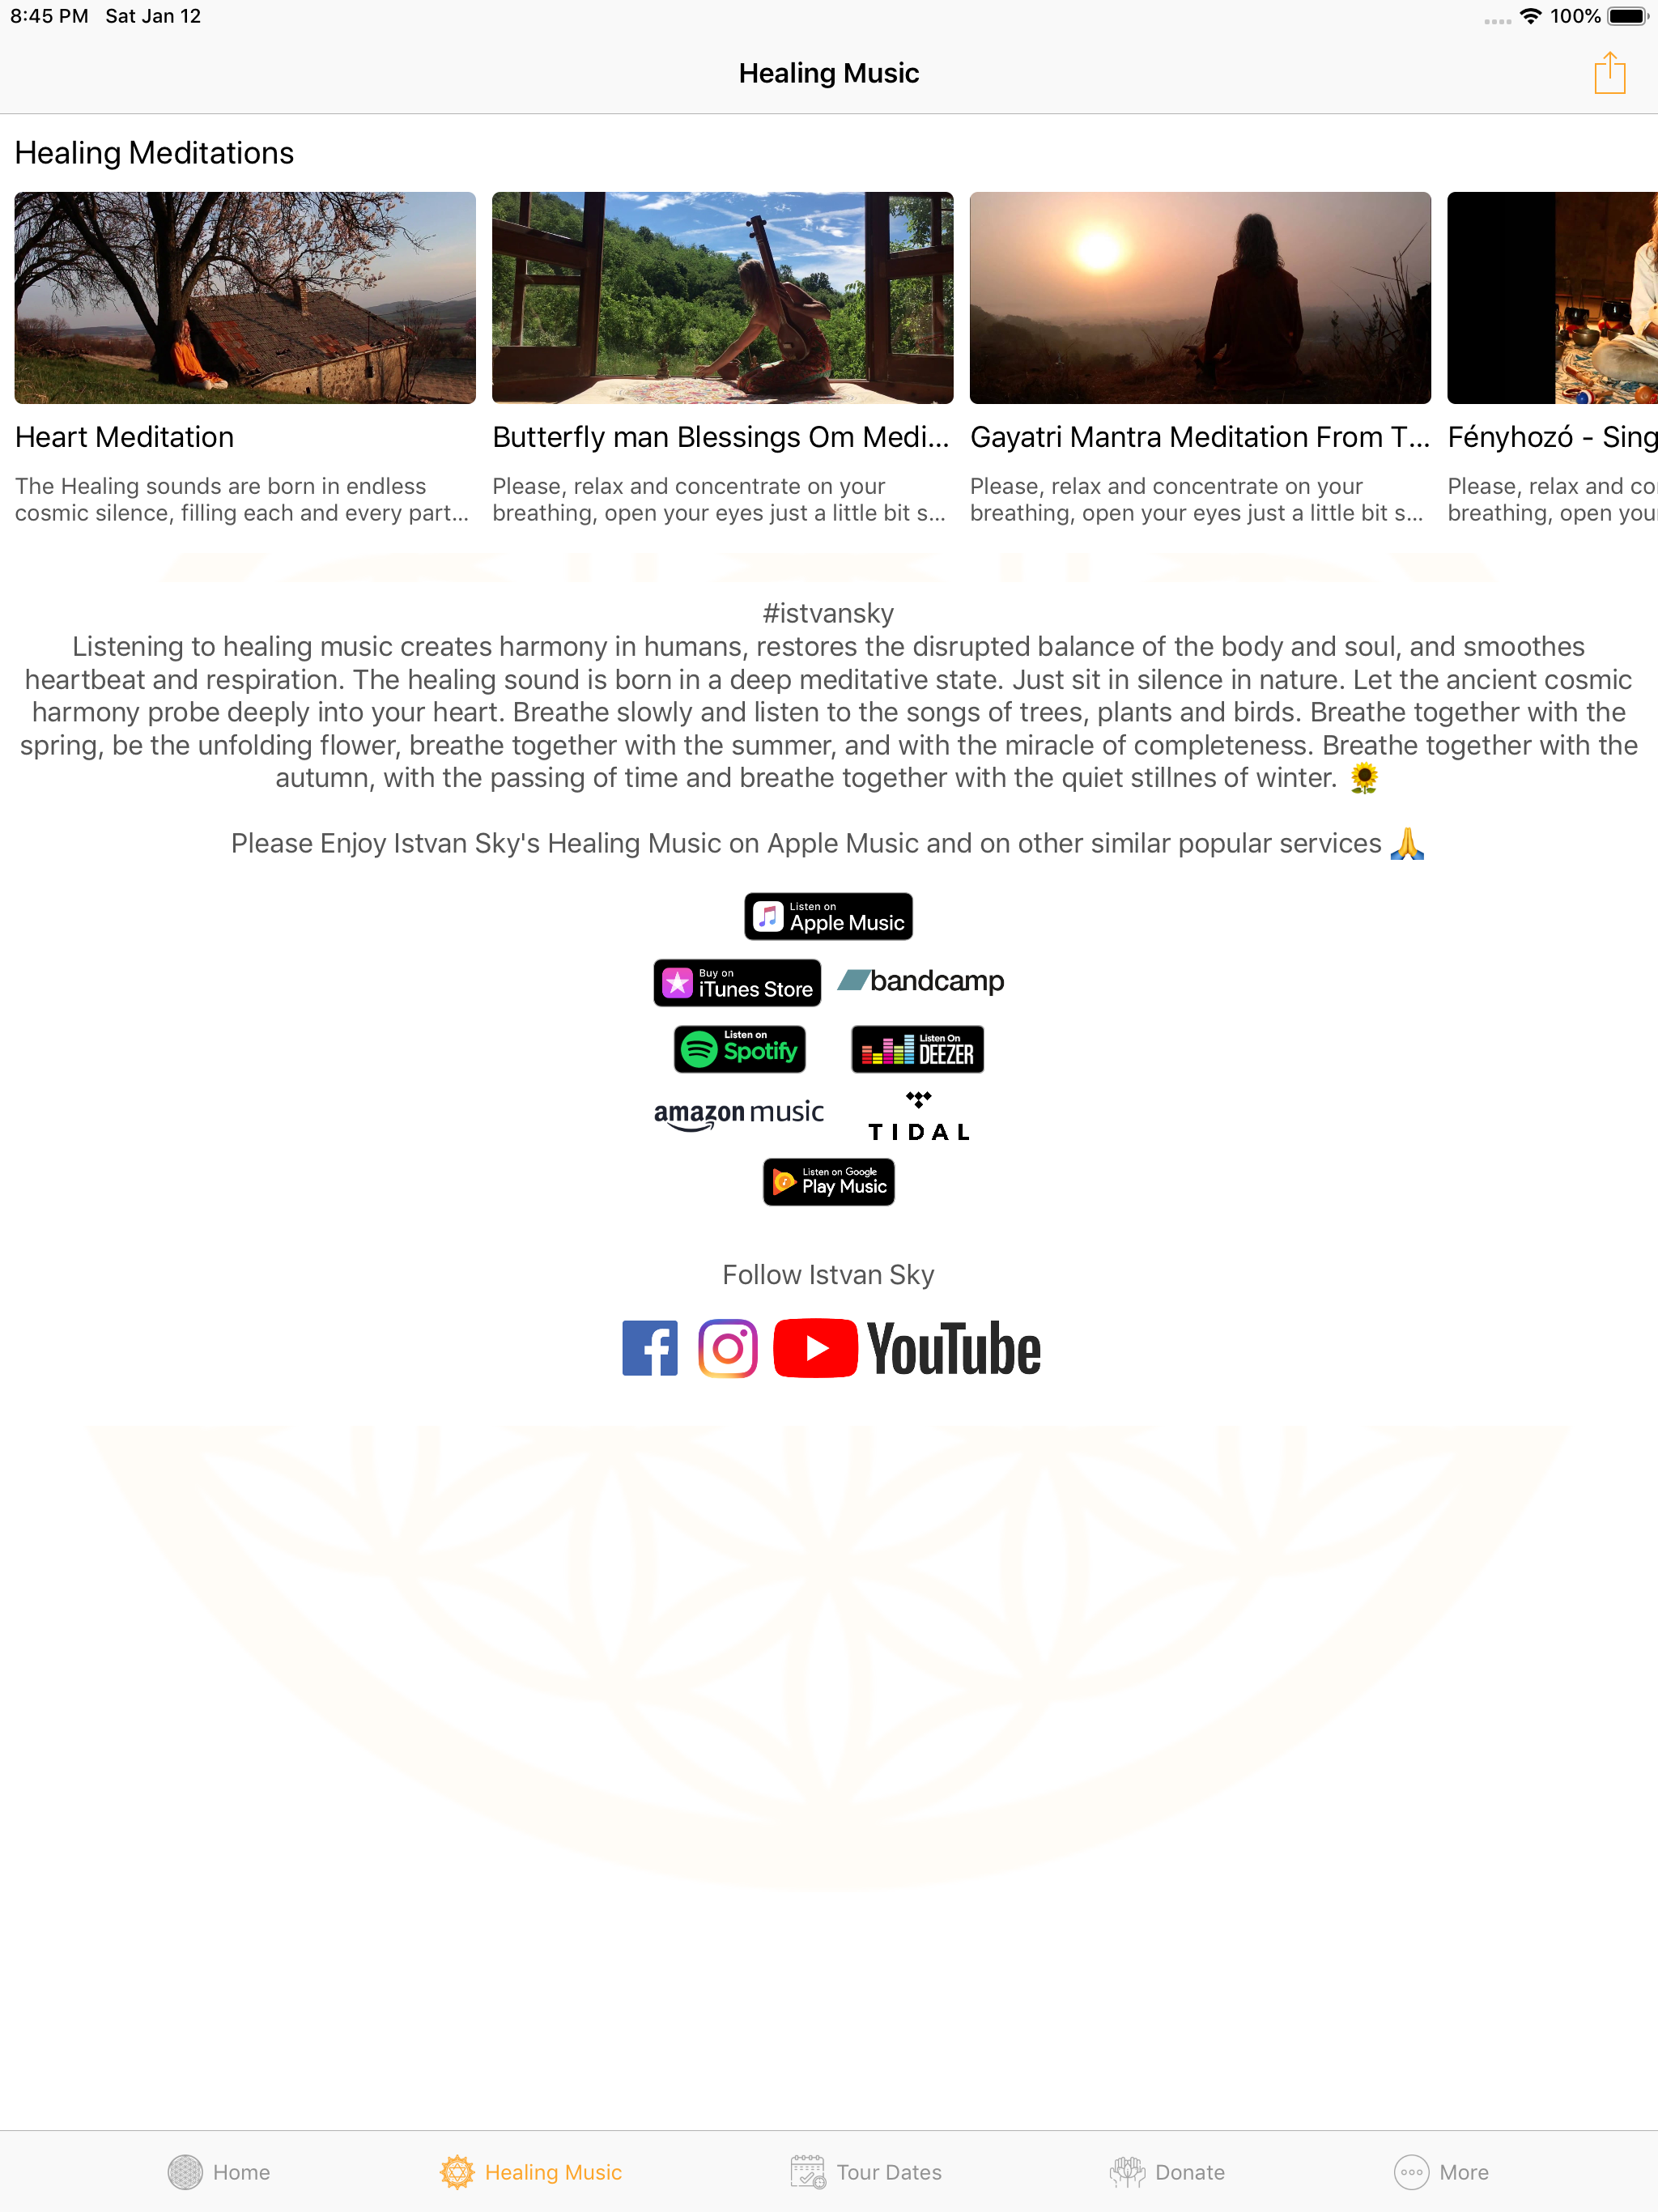 8:45 PM Sat Jan 12
100%
Healing Music
Healing Meditations
Heart Meditation
The Healing sounds are born in endless
cosmic silence, filling each and every part...
Butterfly man Blessings Om Medi...
Please, relax and concentrate on your
breathing, open your eyes just a little bit s...
Gayatri Mantra Meditation From T...
Please, relax and concentrate on your
breathing, open your eyes just a little bit s...
Fényhozó - Sing
Please, relax and co
breathing, open you
#istvansky
Listening to healing music creates harmony in humans, restores the disrupted balance of the body and soul, and smoothes
heartbeat and respiration. The healing sound is born in a deep meditative state. Just sit in silence in nature. Let the ancient cosmic
harmony probe deeply into your heart. Breathe slowly and listen to the songs of trees, plants and birds. Breathe together with the
spring, be the unfolding flower, breathe together with the summer, and with the miracle of completeness. Breathe together with the
autumn, with the passing of time and breathe together with the quiet stillnes of winter. 🌻
Please Enjoy Istvan Sky's Healing Music on Apple Music and on other similar popular services 🙏
Listen on
Apple Music
Buy on
iTunes Store
bandcamp
Listen on
Spotify
Listen On
DEEZER
amazon music
TIDAL
Listen on Google
Play Music
Follow Istvan Sky
YouTube
Home
Healing Music
Tour Dates
Donate
More